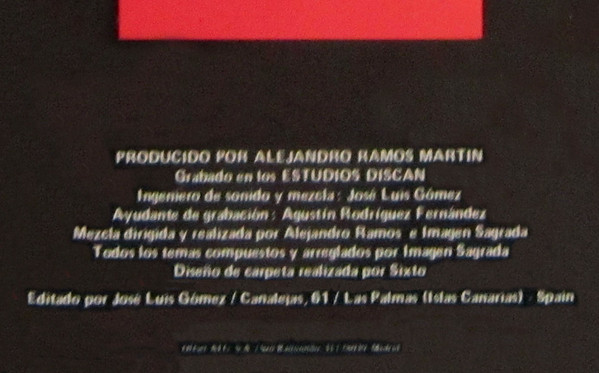 PRODUCIDO POR ALEJANDRO RAMOS MARTIN
Grabado en los ESTUDIOS DISCAN
Ingeniero de sonido y mezcla: José Luis Gómez
Ayudante de grabación: Agustín Rodríguez Fernández
Mezcla dirigida y realizada por Alejandro Ramos e Imagen Sagrada
Todos los temas compuestos y arreglados por Imagen Sagrada
Diseño de carpeta realizada por Sixto
Editado por José Luis Gómez / Canalejas, 61 / Las Palmas (Islas Canarias) - Spain
Madrid